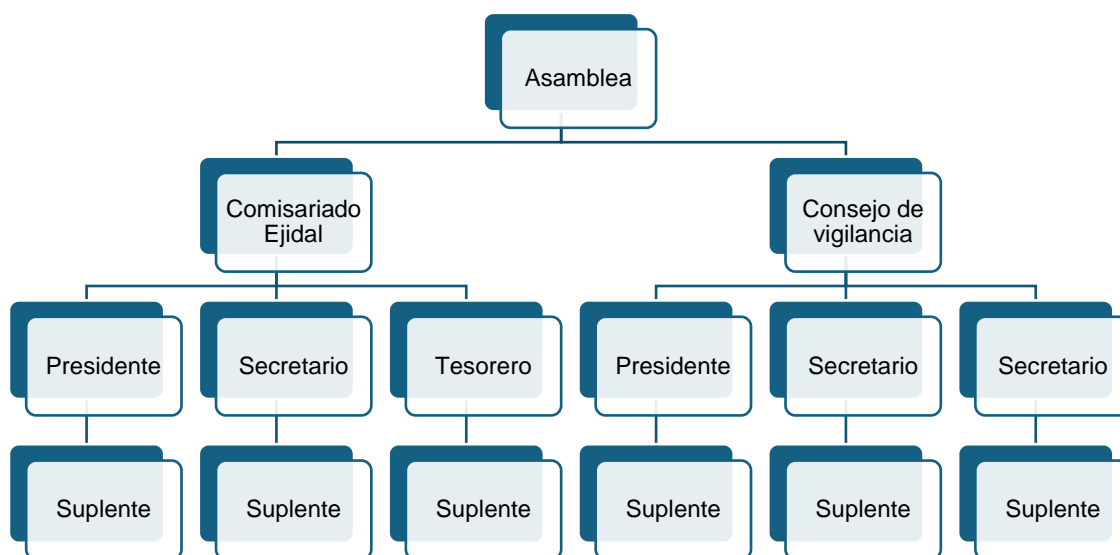 Asamblea
Comisariado
Ejidal
Consejo de
vigilancia
Presidente
Secretario
Tesorero
Presidente
Secretario
Secretario
Suplente
Suplente
Suplente
Suplente
Suplente
Suplente